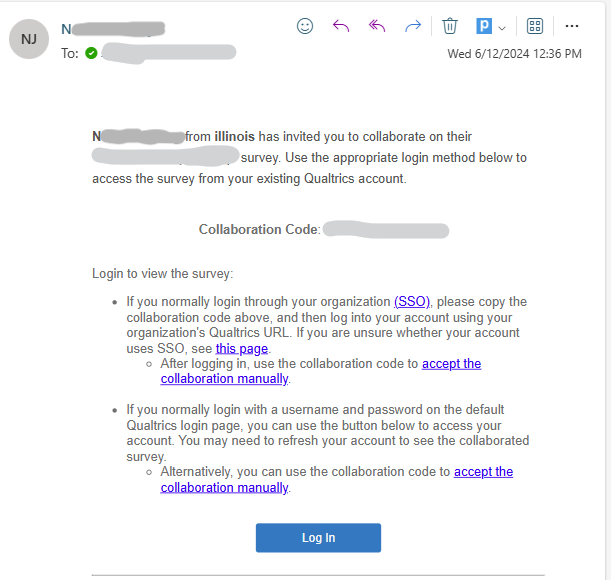 NJ
N
To:
Wed 6/12/2024 12:36 PM
N from illinois has invited you to collaborate on their
survey. Use the appropriate login method below to
access the survey from your existing Qualtrics account.
Collaboration Code:
Login to view the survey:
• If you normally login through your organization (SSO), please copy the
collaboration code above, and then log into your account using your
organization's Qualtrics URL. If you are unsure whether your account
uses SSO, see this page.
◦ After logging in, use the collaboration code to accept the
collaboration manually.
• If you normally login with a username and password on the default
Qualtrics login page, you can use the button below to access your
account. You may need to refresh your account to see the collaborated
survey.
◦ Alternatively, you can use the collaboration code to accept the
collaboration manually.
Log In